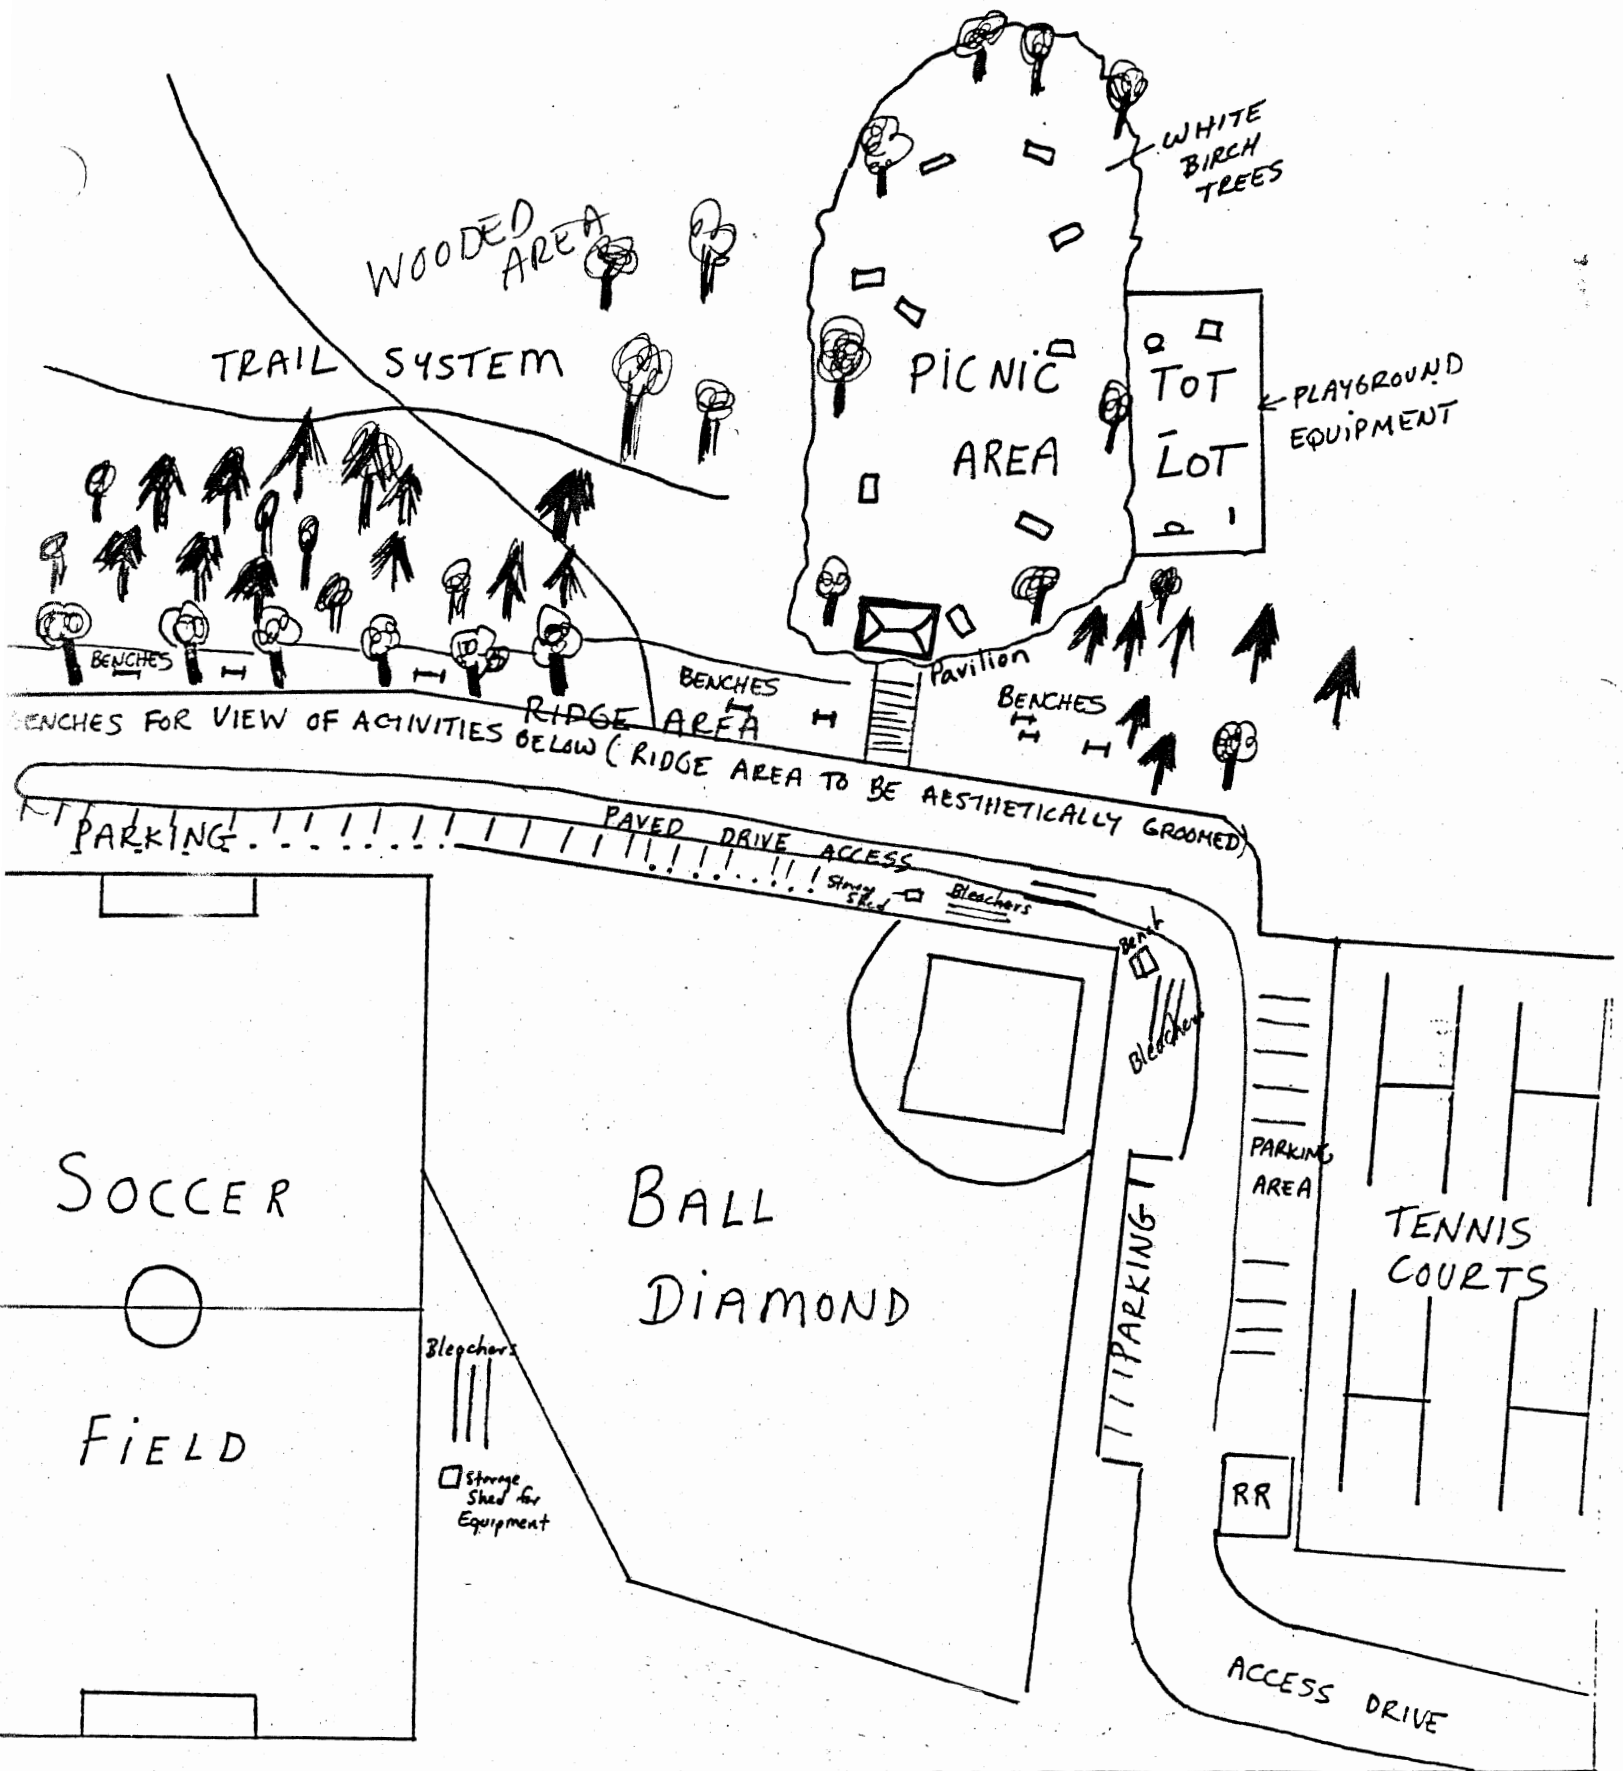 WHITE
BIRCH
TREES
WOODED
AREA
TRAIL SYSTEM
PICNIC
AREA
TOT
LOT
PLAYGROUND
EQUIPMENT
BENCHES
BENCHES
Pavilion
BENCHES
RIDGE AREA
ENCHES FOR VIEW OF ACTIVITIES BELOW (RIDGE AREA TO BE AESTHETICALLY GROOMED)
PARKING
PAVED DRIVE ACCESS
Storage
Shed
Bleachers
Bench
Bleachers
SOCCER
FIELD
BALL
DIAMOND
PARKING
PARKING
AREA
TENNIS
COURTS
Bleachers
Storage
Shed for
Equipment
RR
ACCESS DRIVE